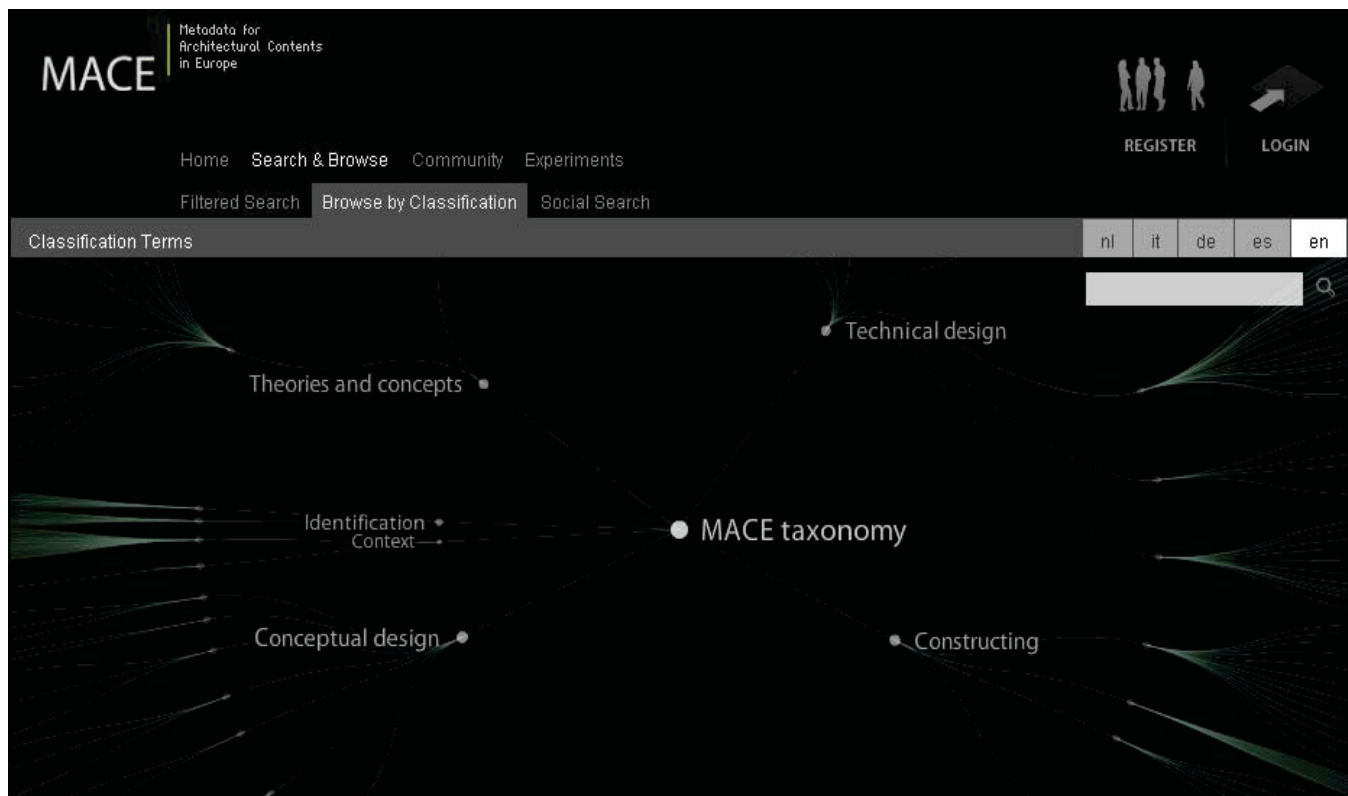 Metadata for
Architectural Contents
in Europe
MACE
REGISTER LOGIN
Home Search & Browse Community Experiments
Filtered Search Browse by Classification Social Search
Classification Terms nl it de es en
Technical design
Theories and concepts
Identification
MACE taxonomy
Context
Conceptual design
Constructing